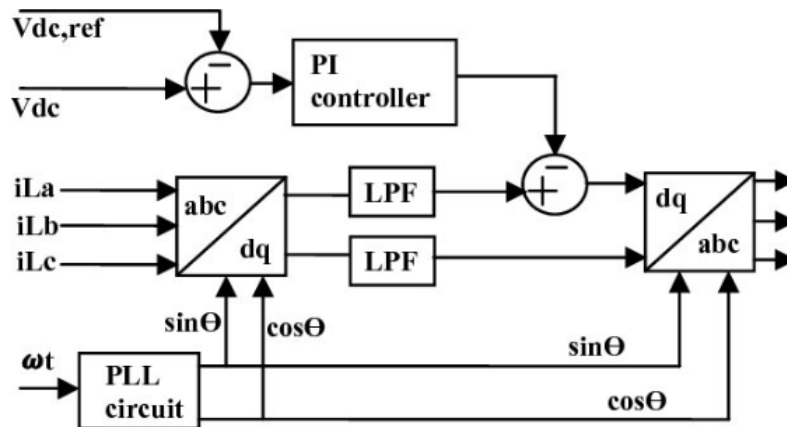 Vdc,ref
Vdc
−
+
PI
controller
iLa
iLb
iLc
abc
dq
LPF
LPF
−
+
dq
abc
sinΘ
cosΘ
sinΘ
cosΘ
ωt
PLL
circuit